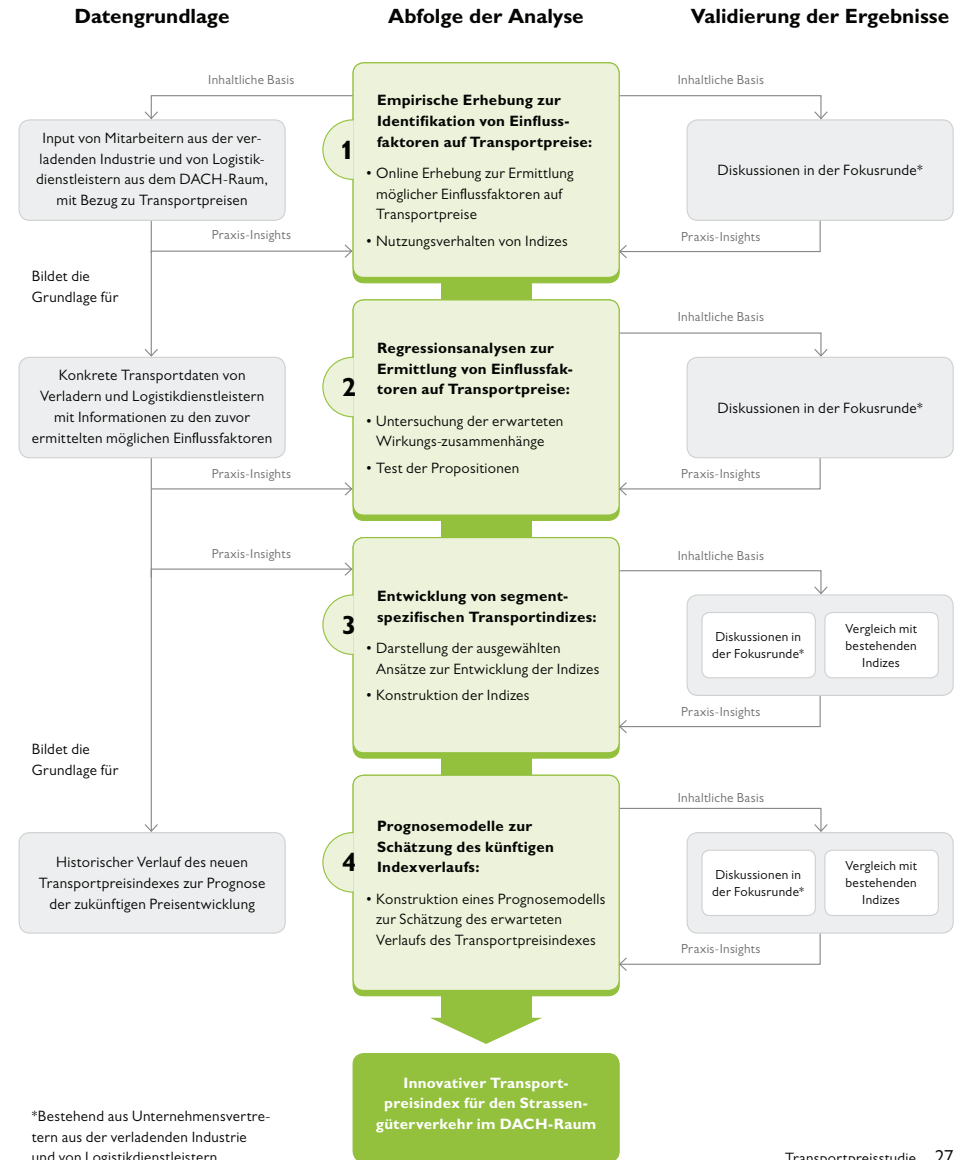 Datengrundlage
Abfolge der Analyse
Validierung der Ergebnisse
Inhaltliche Basis
Inhaltliche Basis
Input von Mitarbeitern aus der ver-
ladenden Industrie und von Logistik-
dienstleistern aus dem DACH-Raum,
mit Bezug zu Transportpreisen
1
Empirische Erhebung zur
Identifikation von Einfluss-
faktoren auf Transportpreise:
• Online Erhebung zur Ermittlung
möglicher Einflussfaktoren auf
Transportpreise
• Nutzungsverhalten von Indizes
Diskussionen in der Fokusrunde*
Praxis-Insights
Praxis-Insights
Bildet die
Grundlage für
Inhaltliche Basis
Konkrete Transportdaten von
Verladern und Logistikdienstleistern
mit Informationen zu den zuvor
ermittelten möglichen Einflussfaktoren
2
Regressionsanalysen zur
Ermittlung von Einflussfak-
toren auf Transportpreise:
• Untersuchung der erwarteten
Wirkungs-zusammenhänge
• Test der Propositionen
Diskussionen in der Fokusrunde*
Praxis-Insights
Praxis-Insights
Praxis-Insights
Inhaltliche Basis
3
Entwicklung von segment-
spezifischen Transportindizes:
• Darstellung der ausgewählten
Ansätze zur Entwicklung der Indizes
• Konstruktion der Indizes
Diskussionen in
der Fokusrunde*
Vergleich mit
bestehenden
Indizes
Praxis-Insights
Bildet die
Grundlage für
Inhaltliche Basis
Historischer Verlauf des neuen
Transportpreisindexes zur Prognose
der zukünftigen Preisentwicklung
4
Prognosemodelle zur
Schätzung des künftigen
Indexverlaufs:
• Konstruktion eines Prognosemodells
zur Schätzung des erwarteten
Verlaufs des Transportpreisindexes
Diskussionen in
der Fokusrunde*
Vergleich mit
bestehenden
Indizes
Praxis-Insights
Innovativer Transport-
preisindex für den Strassen-
güterverkehr im DACH-Raum
*Bestehend aus Unternehmensvertre-
tern aus der verladenden Industrie
und von Logistikdienstleistern
Transportpreisstudie 27